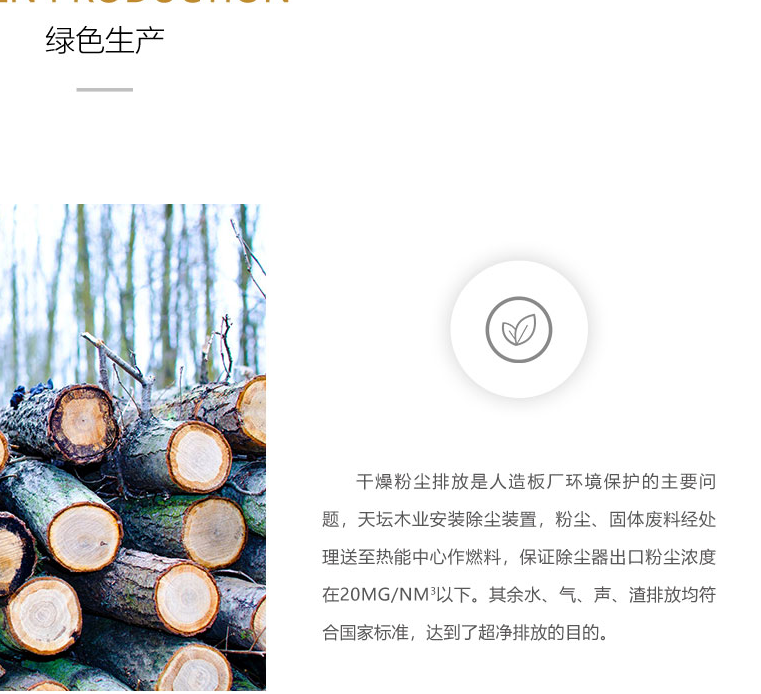 EN PRODUCTION
绿色生产
干燥粉尘排放是人造板厂环境保护的主要问
题，天坛木业安装除尘装置，粉尘、固体废料经处
理送至热能中心作燃料，保证除尘器出口粉尘浓度
在20MG/NM³以下。其余水、气、声、渣排放均符
合国家标准，达到了超净排放的目的。